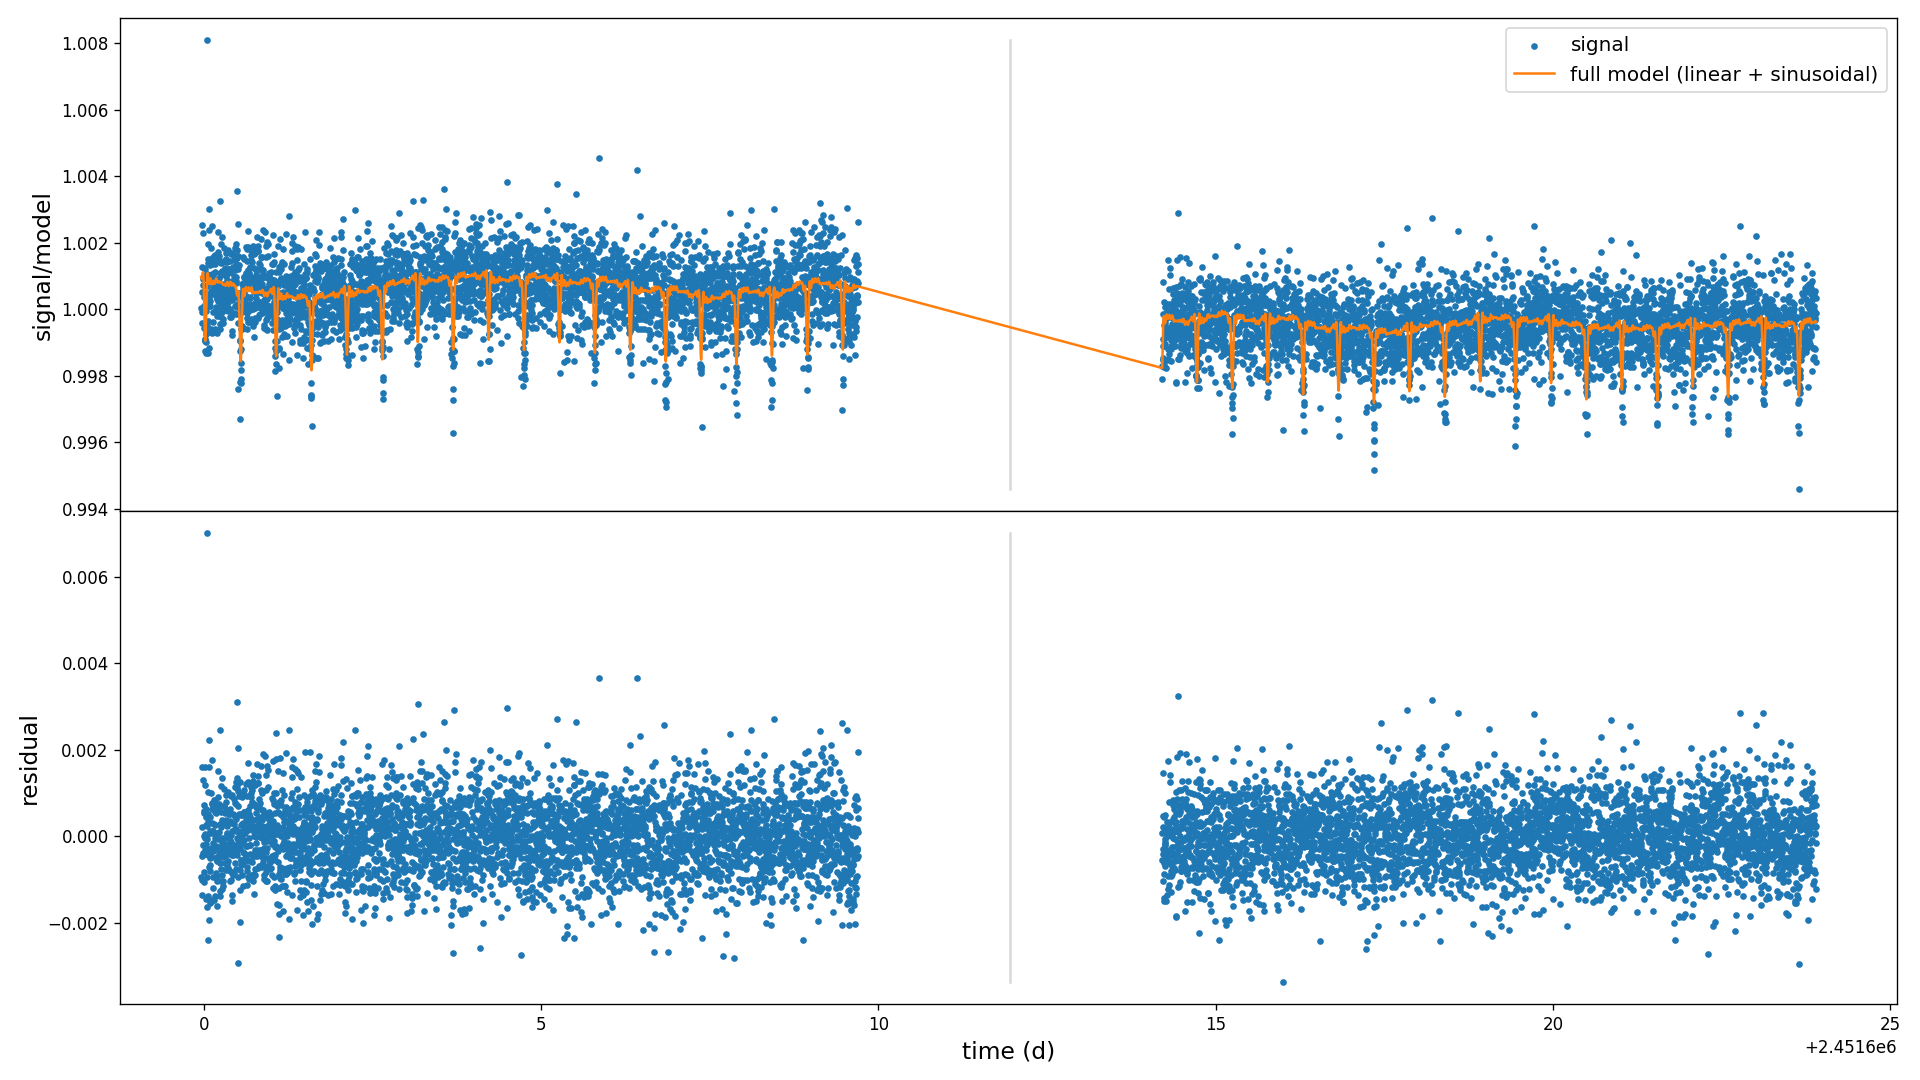 signal/model
1.008
1.006
1.004
1.002
1.000
0.998
0.996
0.994
signal
full model (linear + sinusoidal)
residual
0.006
0.004
0.002
0.000
−0.002
0 5 10 15 20 25
time (d)
+2.4516e6